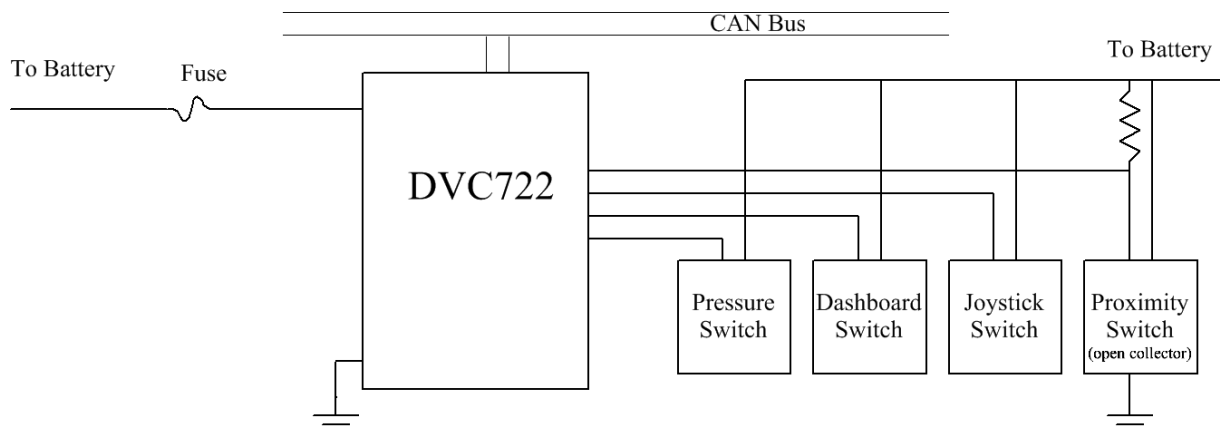 CAN Bus
To Battery
Fuse
To Battery
DVC722
Pressure
Switch
Dashboard
Switch
Joystick
Switch
Proximity
Switch
(open collector)